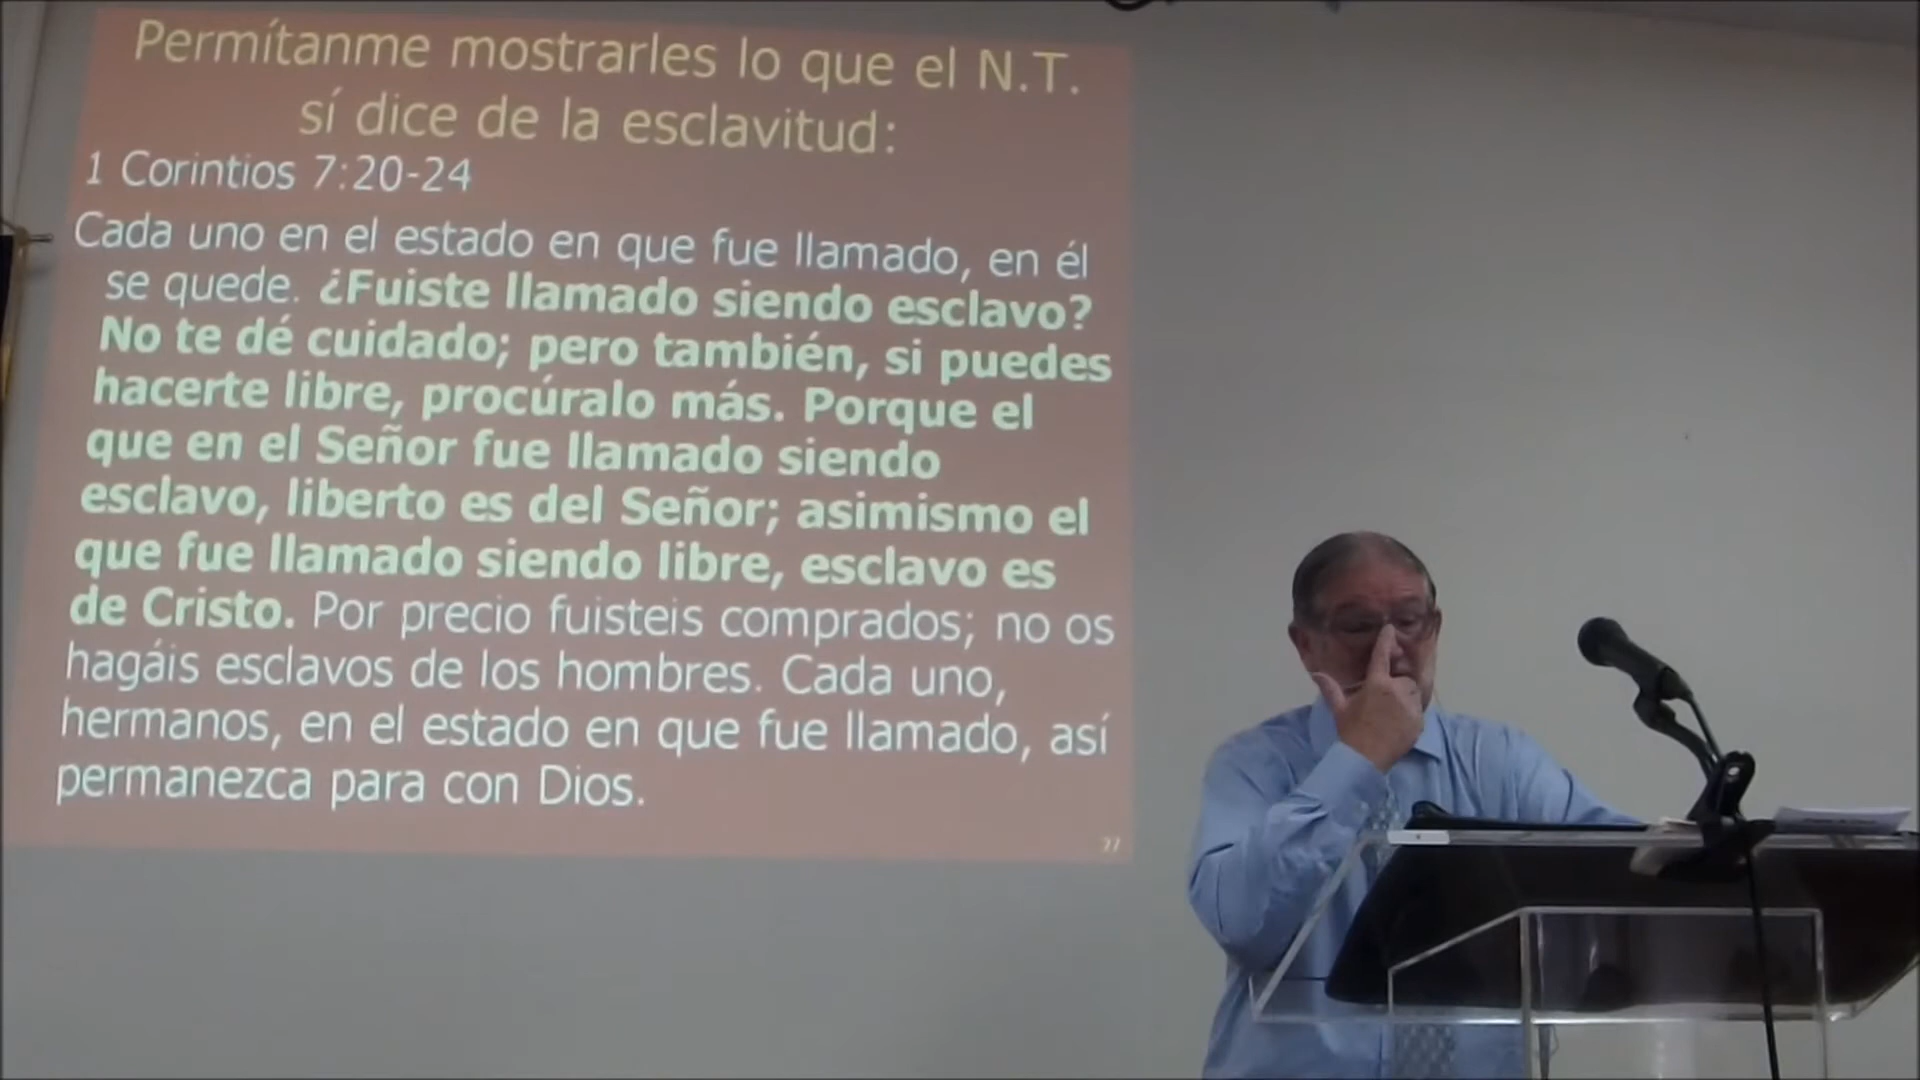 Permítanme mostrarles lo que el N.T.
sí dice de la esclavitud:
1 Corintios 7:20-24
Cada uno en el estado en que fue llamado, en él
se quede. ¿Fuiste llamado siendo esclavo?
No te dé cuidado; pero también, si puedes
hacerte libre, procúralo más. Porque el
que en el Señor fue llamado siendo
esclavo, liberto es del Señor; asimismo el
que fue llamado siendo libre, esclavo es
de Cristo. Por precio fuisteis comprados; no os
hagáis esclavos de los hombres. Cada uno,
hermanos, en el estado en que fue llamado, así
permanezca para con Dios.
77